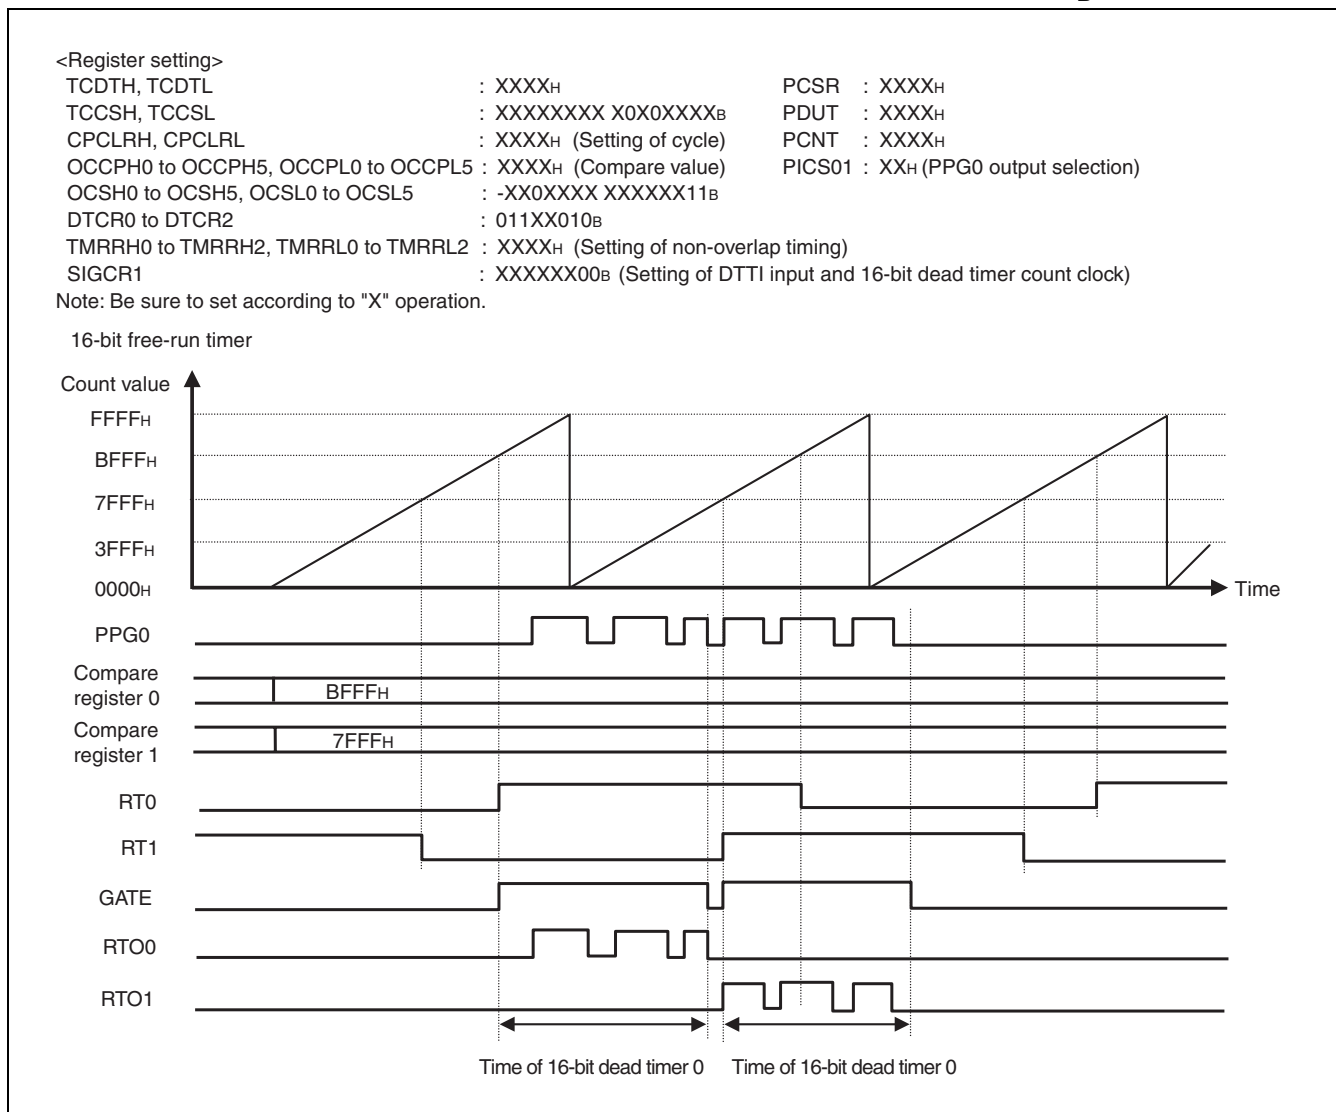 <Register setting>
TCDTH, TCDTL : XXXXH PCSR : XXXXH
TCCSH, TCCSL : XXXXXXXX X0X0XXXXB PDUT : XXXXH
CPCLRH, CPCLRL : XXXXH (Setting of cycle) PCNT : XXXXH
OCCPH0 to OCCPH5, OCCPL0 to OCCPL5 : XXXXH (Compare value) PICS01 : XXH (PPG0 output selection)
OCSH0 to OCSH5, OCSL0 to OCSL5 : -XX0XXXX XXXXXX11B
DTCR0 to DTCR2 : 011XX010B
TMRRH0 to TMRRH2, TMRRL0 to TMRRL2 : XXXXH (Setting of non-overlap timing)
SIGCR1 : XXXXXX00B (Setting of DTTI input and 16-bit dead timer count clock)
Note: Be sure to set according to "X" operation.
16-bit free-run timer
Count value
FFFFH
BFFFH
7FFFH
3FFFH
0000H
Time
PPG0
Compare
register 0
BFFFH
Compare
register 1
7FFFH
RT0
RT1
GATE
RTO0
RTO1
Time of 16-bit dead timer 0 Time of 16-bit dead timer 0